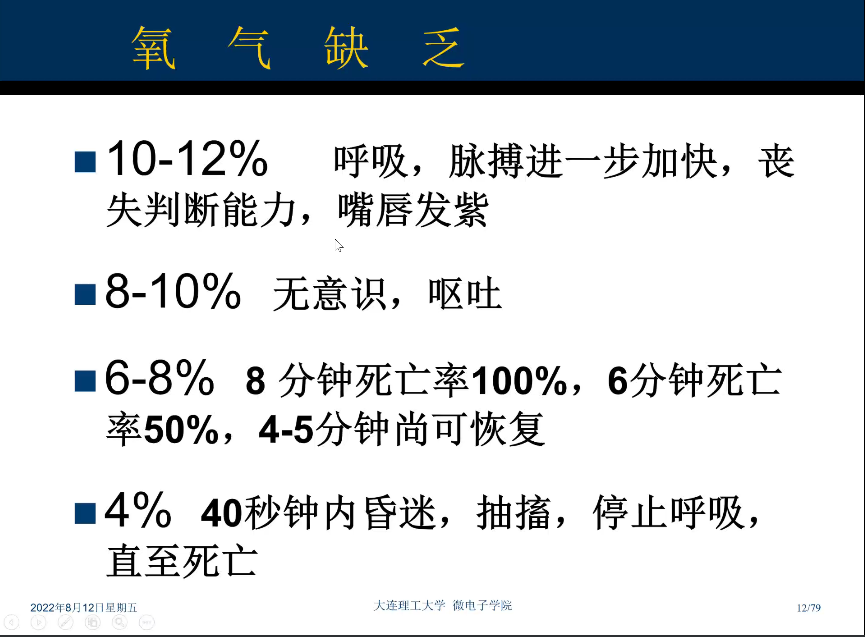 氧 气 缺 乏
10-12% 呼吸，脉搏进一步加快，丧
失判断能力，嘴唇发紫
8-10% 无意识，呕吐
6-8% 8 分钟死亡率100%，6分钟死亡
率50%，4-5分钟尚可恢复
4% 40秒钟内昏迷，抽搐，停止呼吸，
直至死亡
2022年8月12日星期五
大连理工大学 微电子学院
12/79